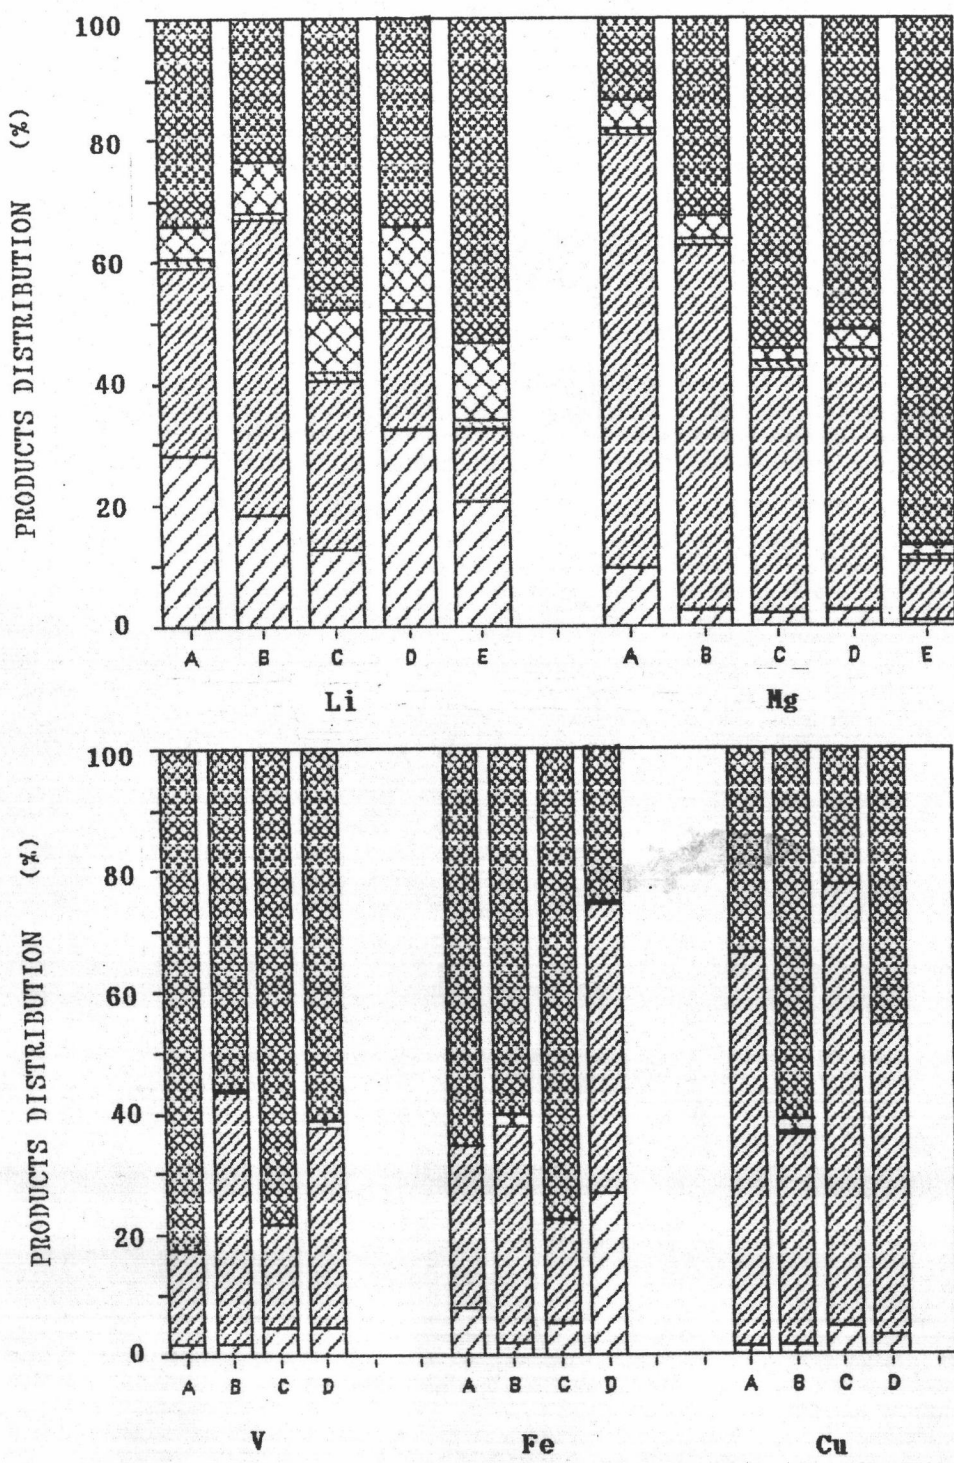 PRODUCTS DISTRIBUTION (%)
100
80
60
40
20
0
A B C D E A B C D E
Li Mg
PRODUCTS DISTRIBUTION (%)
100
80
60
40
20
0
A B C D A B C D A B C D
V Fe Cu